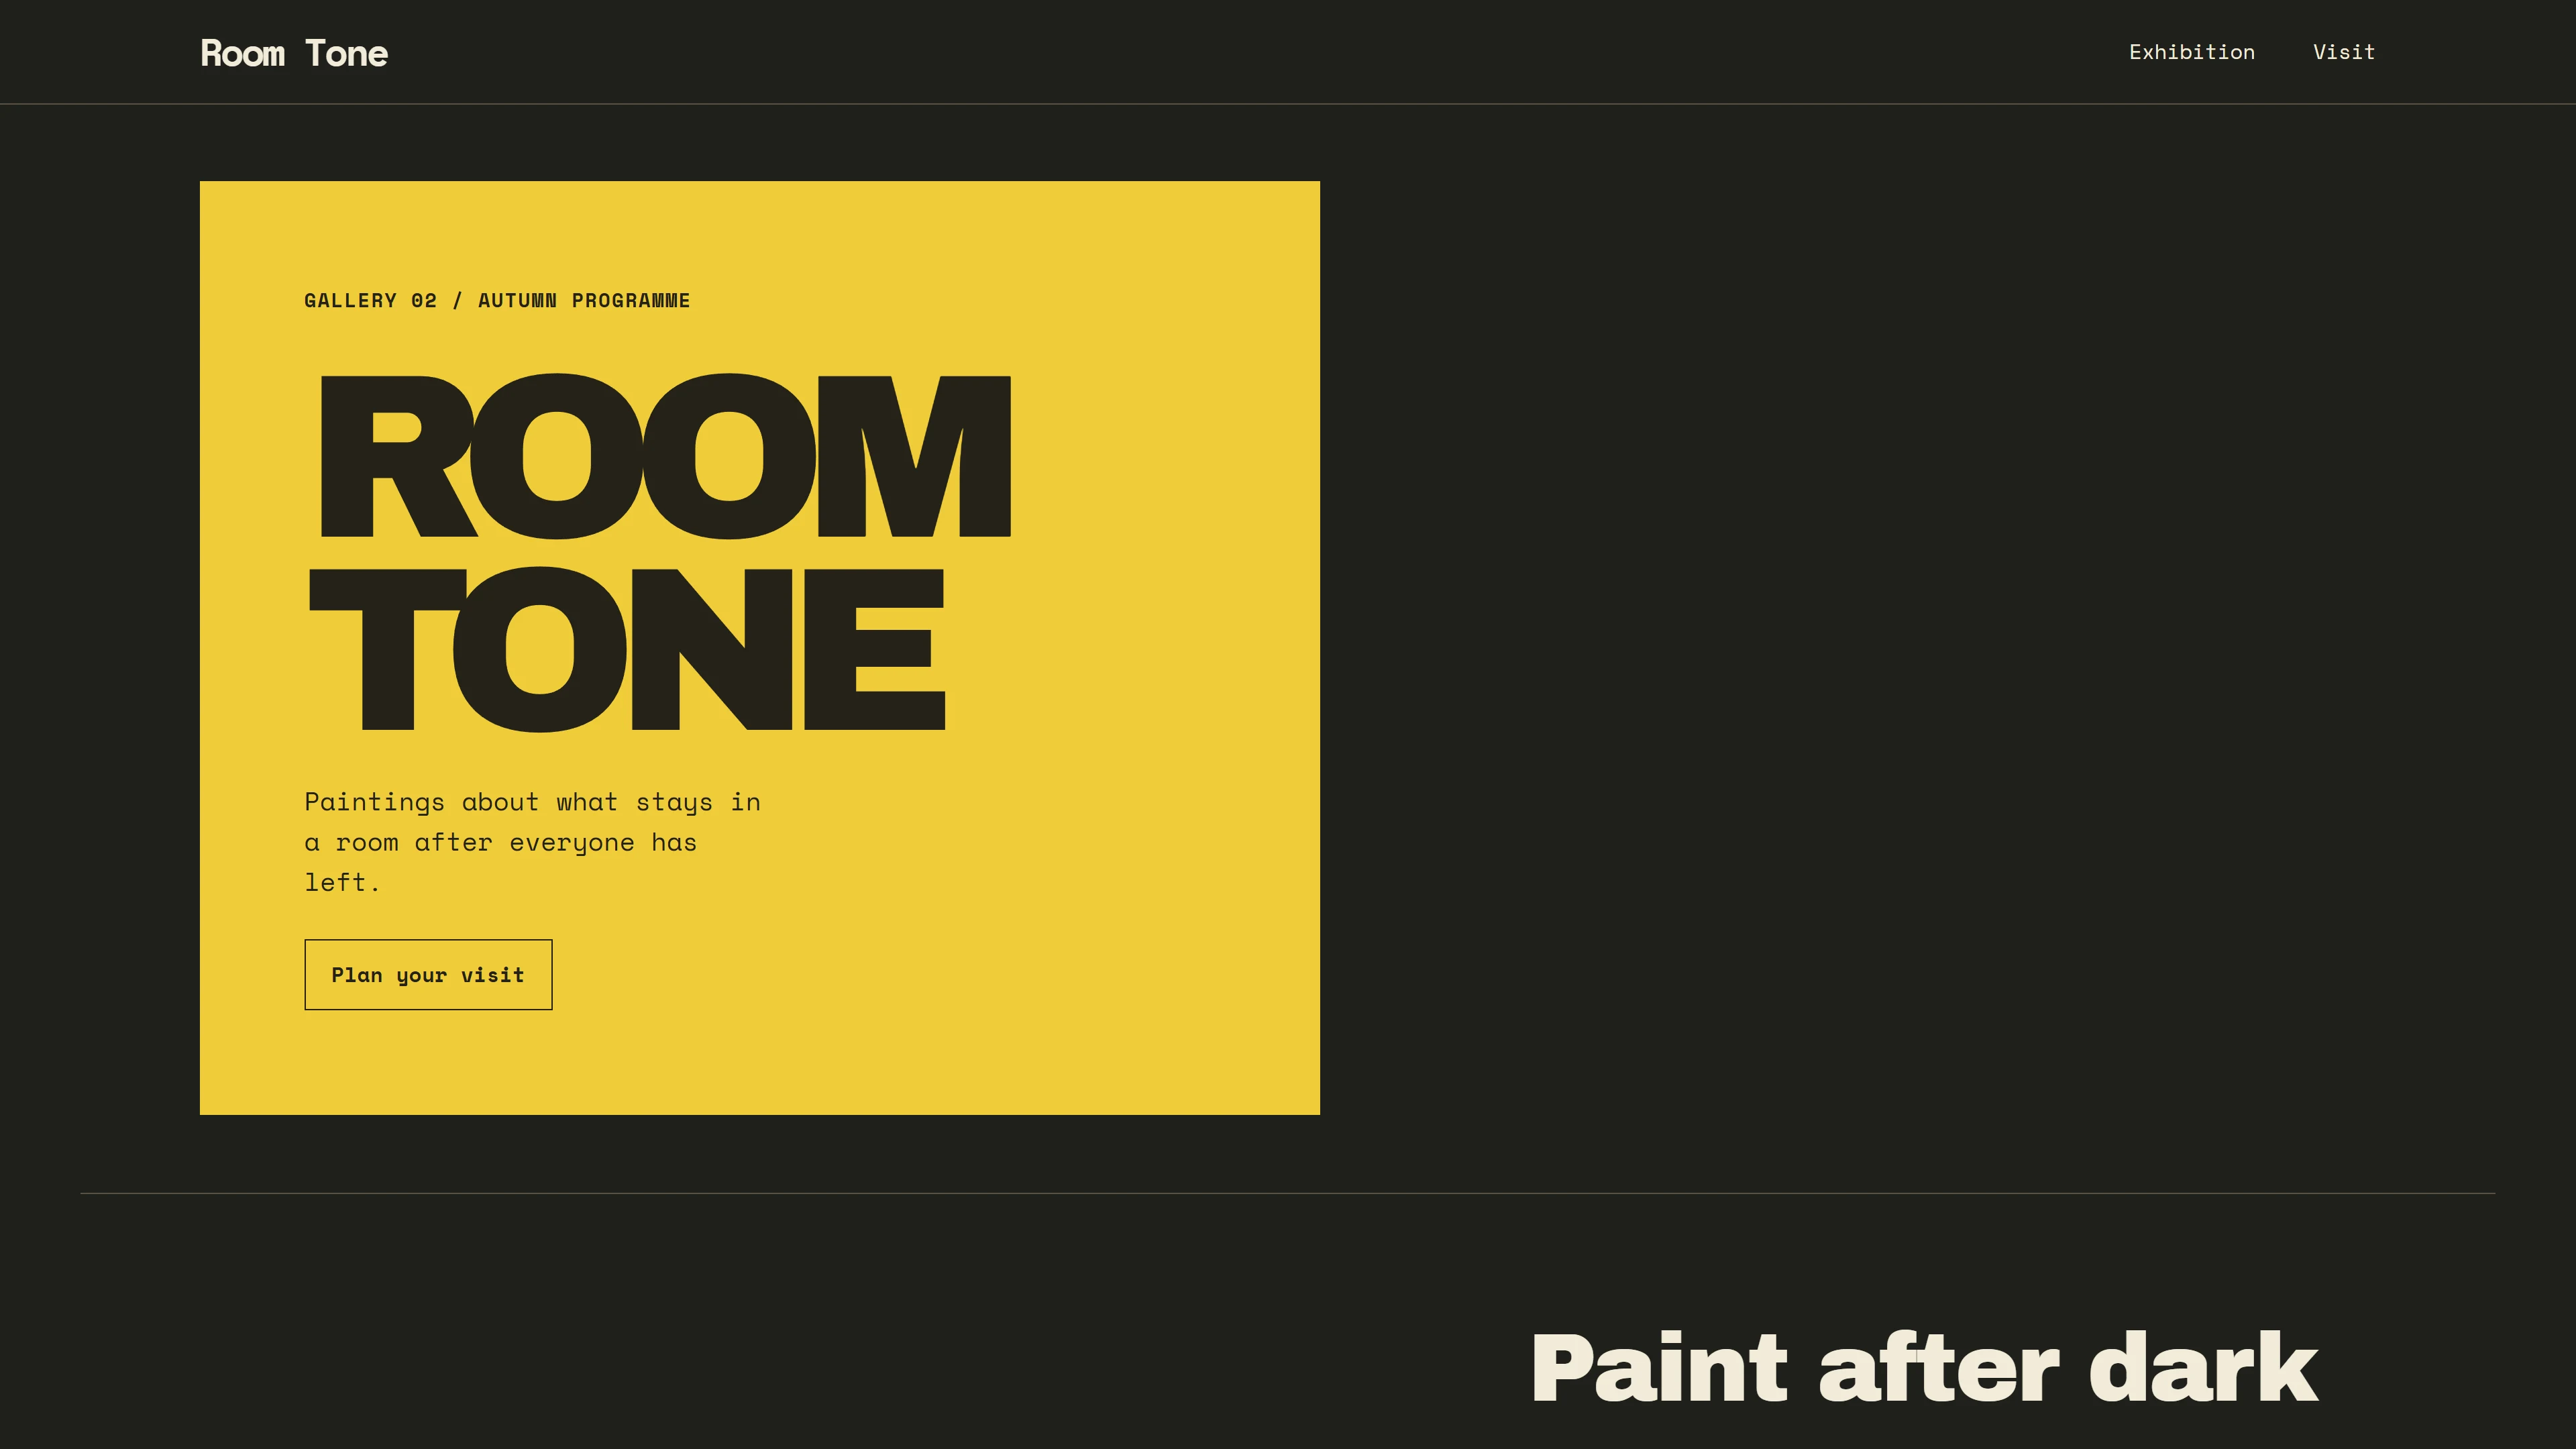 Room Tone
Exhibition
Visit
GALLERY 02 / AUTUMN PROGRAMME
ROOM
TONE
Paintings about what stays in
a room after everyone has
left.
Plan your visit
Paint after dark